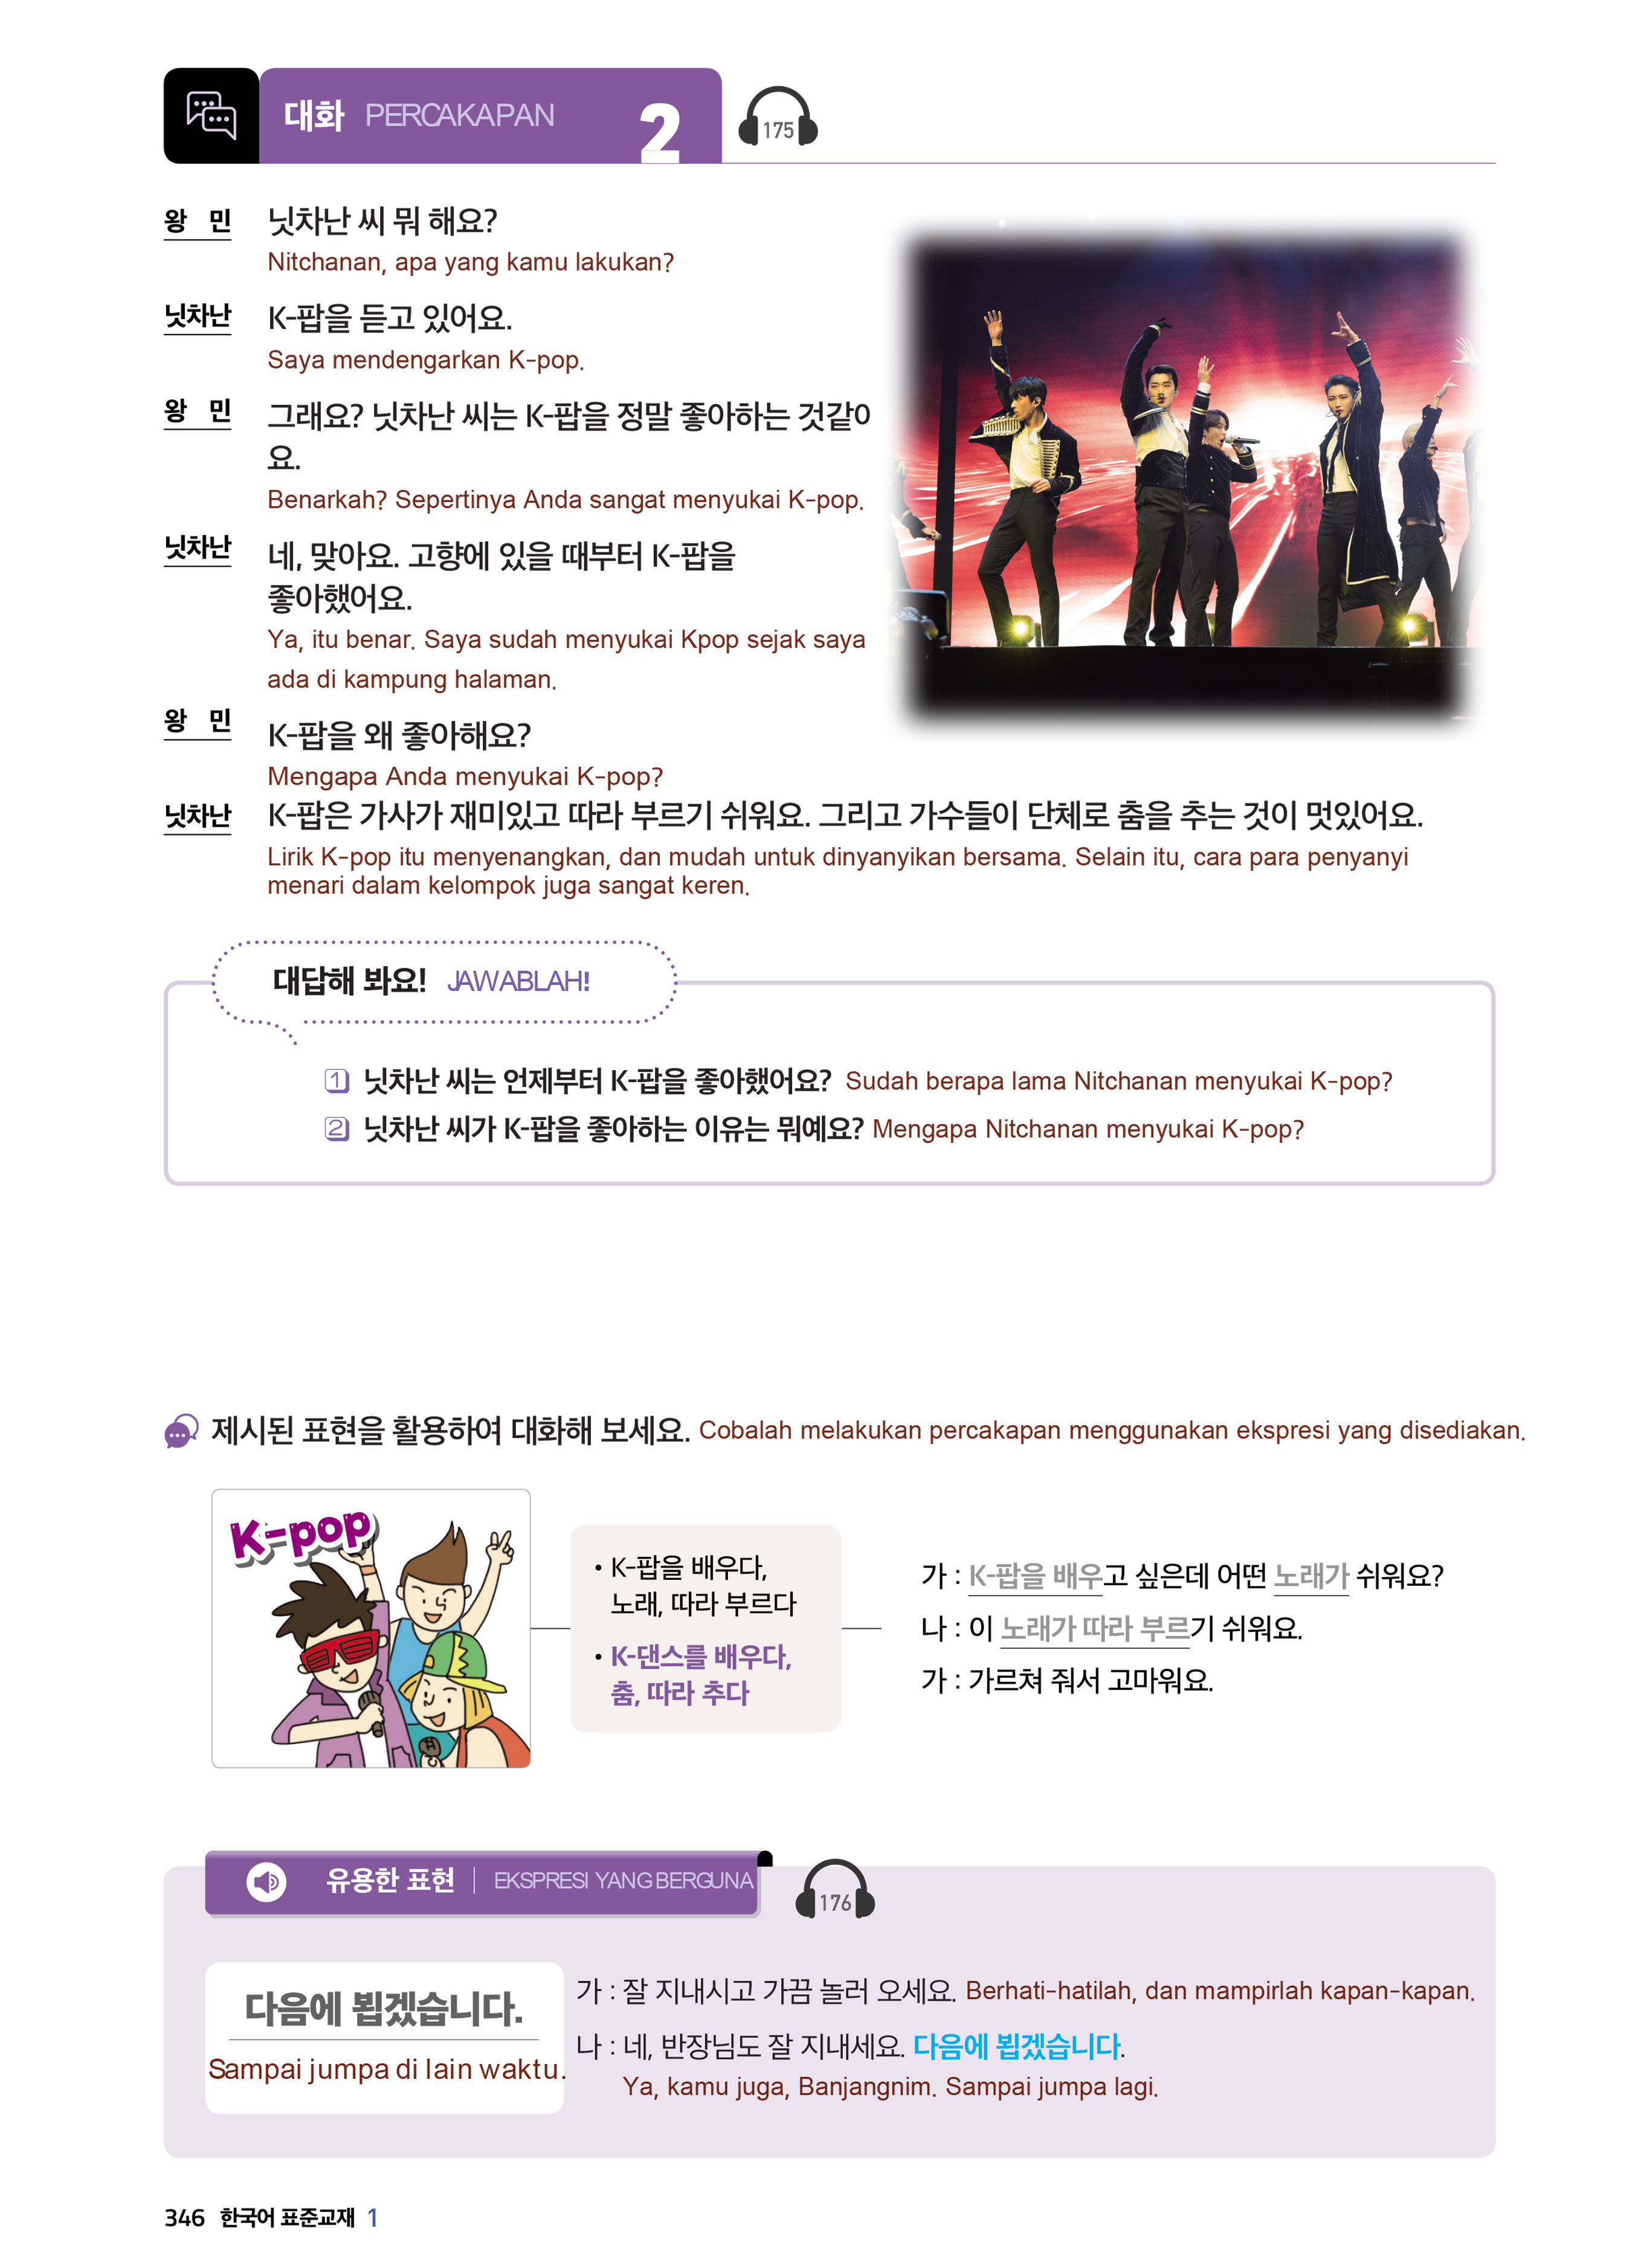 대화 PERCAKAPAN 2 175
왕 민 닛차난 씨 뭐 해요?
Nitchanan, apa yang kamu lakukan?
닛차난 K-팝을 듣고 있어요.
Saya mendengarkan K-pop.
왕 민 그래요? 닛차난 씨는 K-팝을 정말 좋아하는 것같아
요.
Benarkah? Sepertinya Anda sangat menyukai K-pop.
닛차난 네, 맞아요. 고향에 있을 때부터 K-팝을
좋아했어요.
Ya, itu benar. Saya sudah menyukai Kpop sejak saya
ada di kampung halaman.
왕 민 K-팝을 왜 좋아해요?
Mengapa Anda menyukai K-pop?
닛차난 K-팝은 가사가 재미있고 따라 부르기 쉬워요. 그리고 가수들이 단체로 춤을 추는 것이 멋있어요.
Lirik K-pop itu menyenangkan, dan mudah untuk dinyanyikan bersama. Selain itu, cara para penyanyi
menari dalam kelompok juga sangat keren.
대답해 봐요! JAWABLAH!
1 닛차난 씨는 언제부터 K-팝을 좋아했어요? Sudah berapa lama Nitchanan menyukai K-pop?
2 닛차난 씨가 K-팝을 좋아하는 이유는 뭐예요? Mengapa Nitchanan menyukai K-pop?
제시된 표현을 활용하여 대화해 보세요. Cobalah melakukan percakapan menggunakan ekspresi yang disediakan.
K-pop
• K-팝을 배우다,
노래, 따라 부르다
• K-댄스를 배우다,
춤, 따라 추다
가 : K-팝을 배우고 싶은데 어떤 노래가 쉬워요?
나 : 이 노래가 따라 부르기 쉬워요.
가 : 가르쳐 줘서 고마워요.
유용한 표현 EKSPRESI YANG BERGUNA 176
다음에 뵙겠습니다.
Sampai jumpa di lain waktu.
가 : 잘 지내시고 가끔 놀러 오세요. Berhati-hatilah, dan mampirlah kapan-kapan.
나 : 네, 반장님도 잘 지내세요. 다음에 뵙겠습니다.
Ya, kamu juga, Banjangnim. Sampai jumpa lagi.
346 한국어 표준교재 1